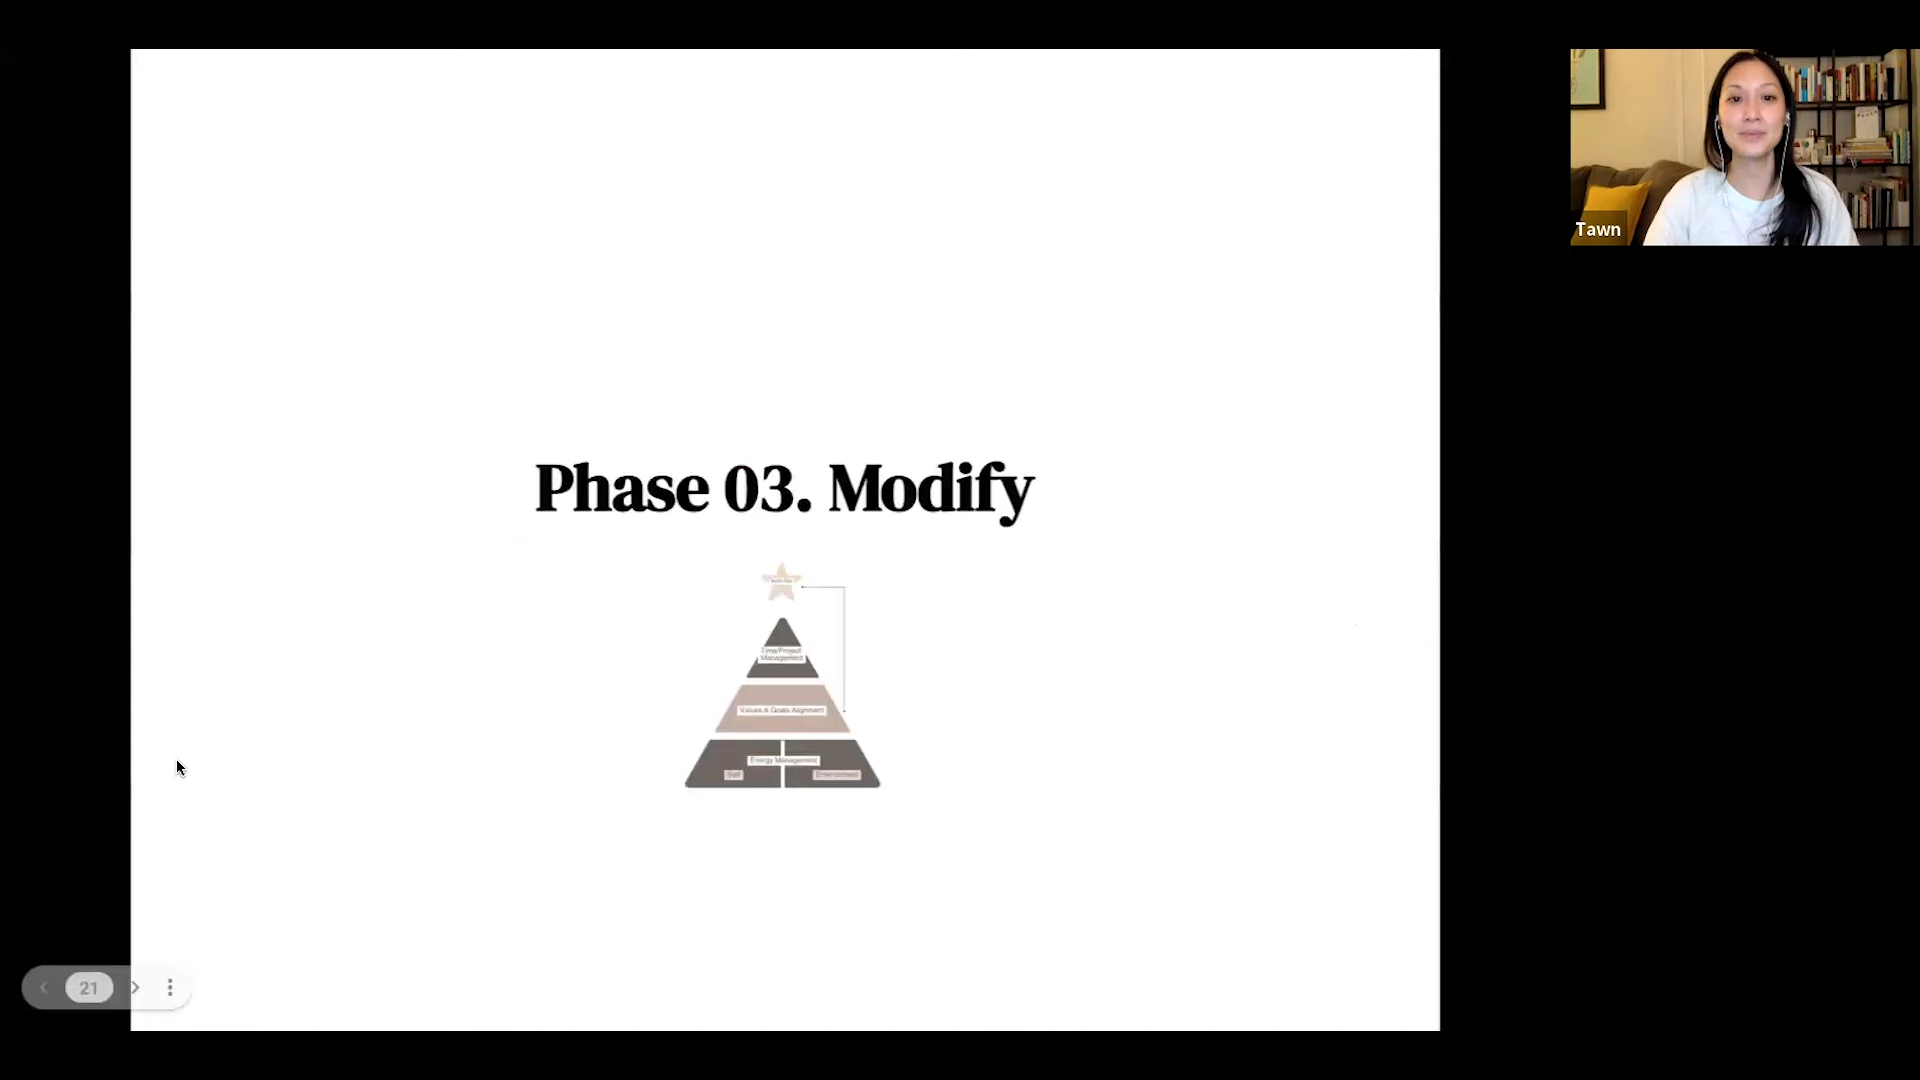 Phase 03. Modify
Time/Project
Management
Values & Goals Alignment
Energy Management
Self
Environment
Tawn
21